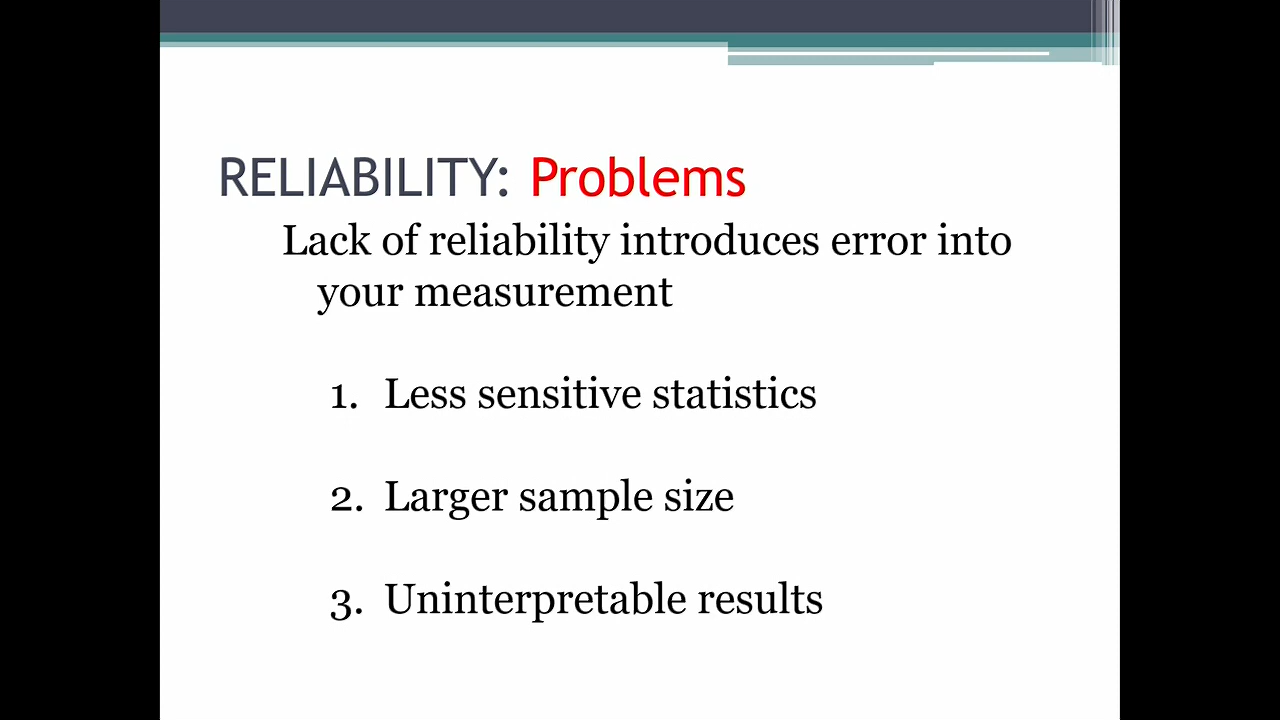 RELIABILITY: Problems
Lack of reliability introduces error into
your measurement
1. Less sensitive statistics
2. Larger sample size
3. Uninterpretable results